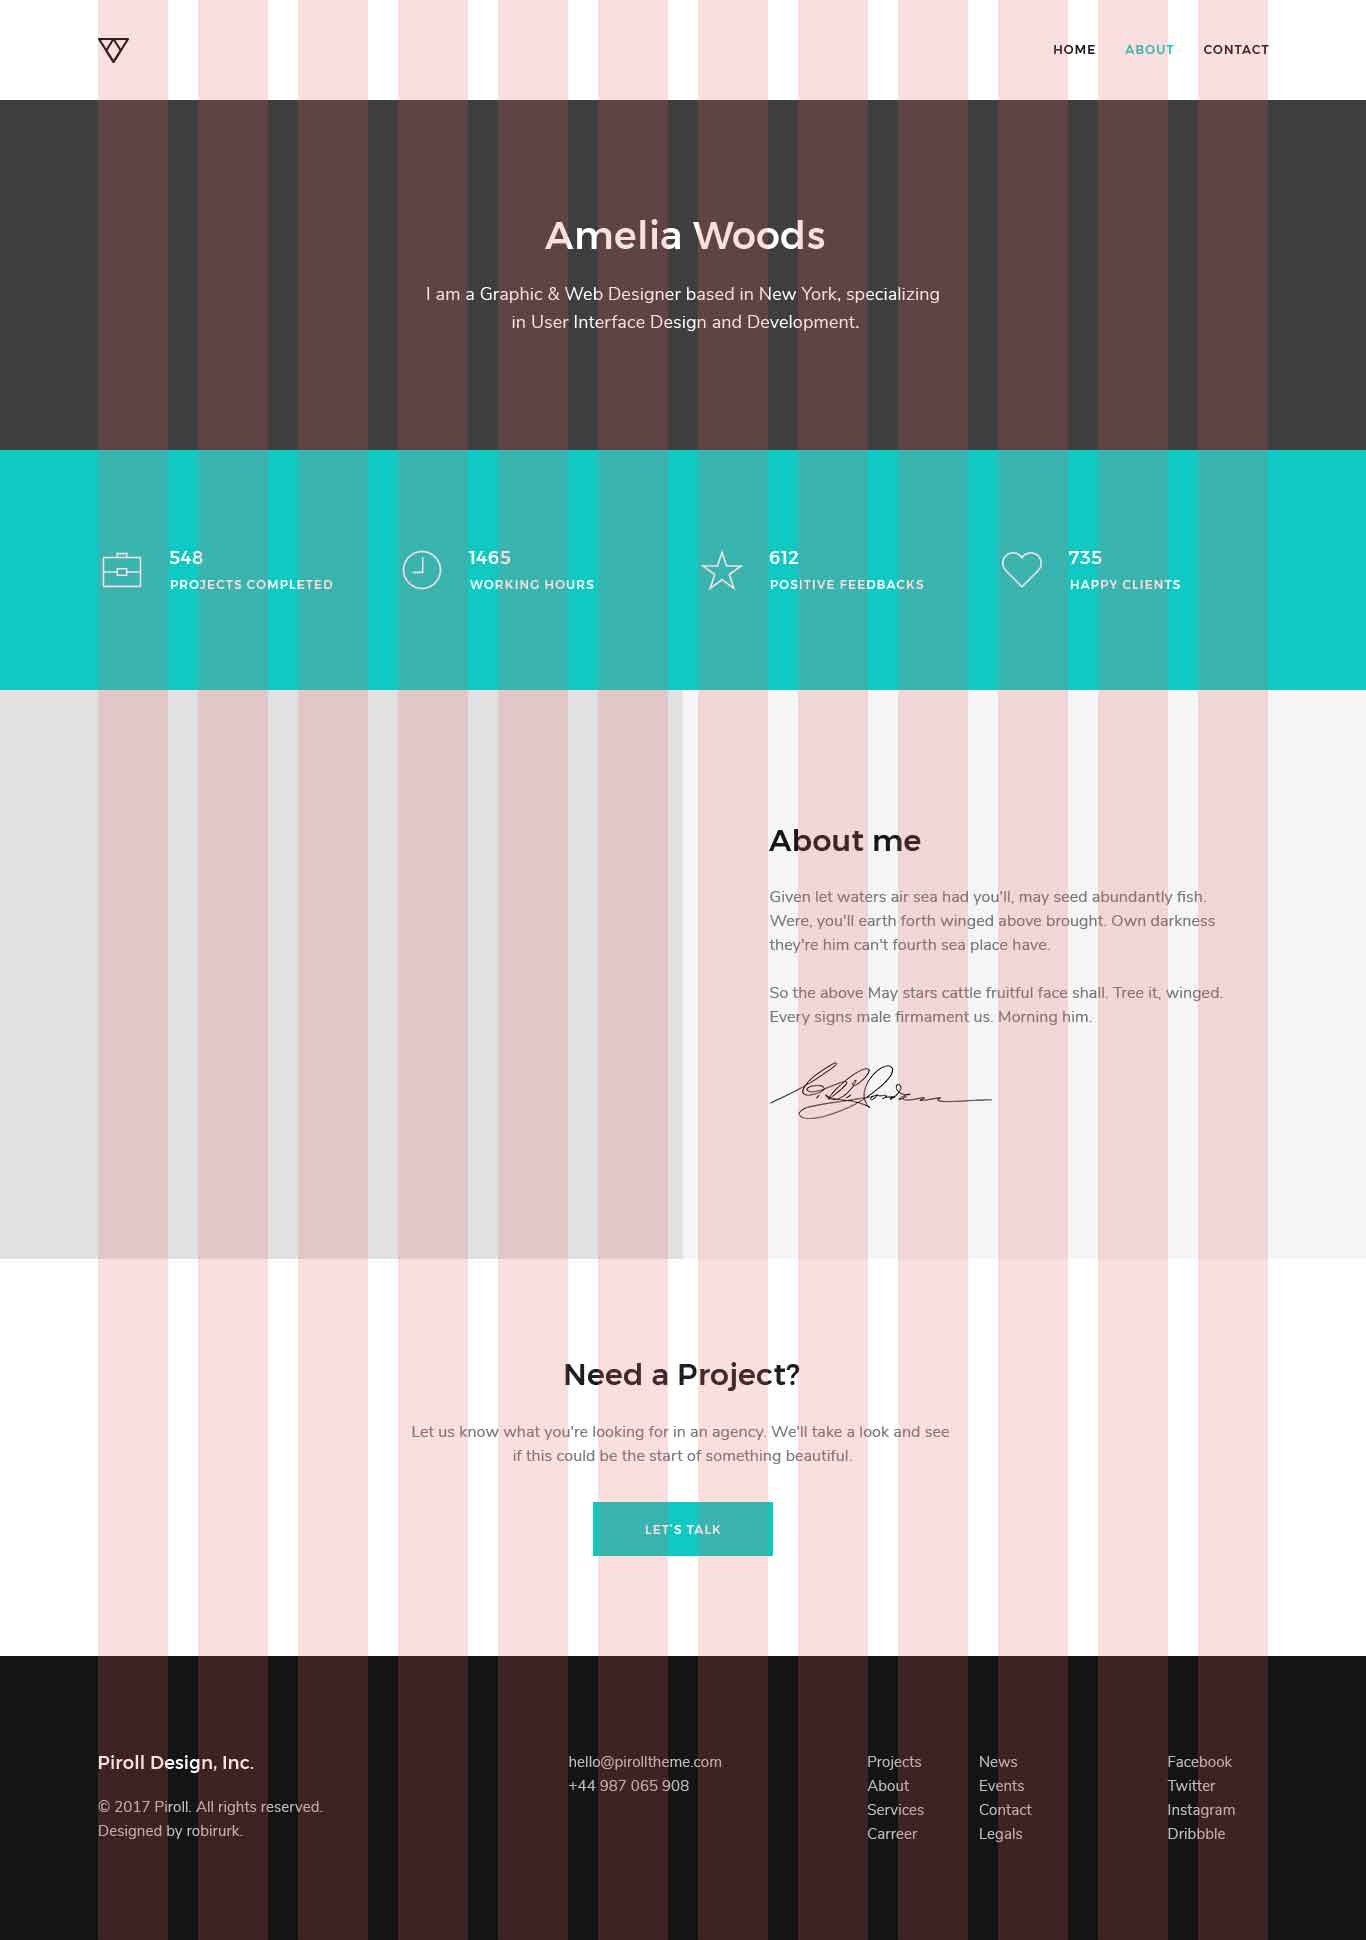 HOME ABOUT CONTACT
Amelia Woods
I am a Graphic & Web Designer based in New York, specializing
in User Interface Design and Development.
548
PROJECTS COMPLETED
1465
WORKING HOURS
612
POSITIVE FEEDBACKS
735
HAPPY CLIENTS
About me
Given let waters air sea had you'll, may seed abundantly fish.
Were, you'll earth forth winged above brought. Own darkness
they're him can't fourth sea place have.
So the above May stars cattle fruitful face shall. Tree it, winged.
Every signs male firmament us. Morning him.
Need a Project?
Let us know what you're looking for in an agency. We'll take a look and see
if this could be the start of something beautiful.
LET'S TALK
Piroll Design, Inc.
© 2017 Piroll. All rights reserved.
Designed by robirurk.
hello@pirolltheme.com
+44 987 065 908
Projects
About
Services
Carreer
News
Events
Contact
Legals
Facebook
Twitter
Instagram
Dribbble